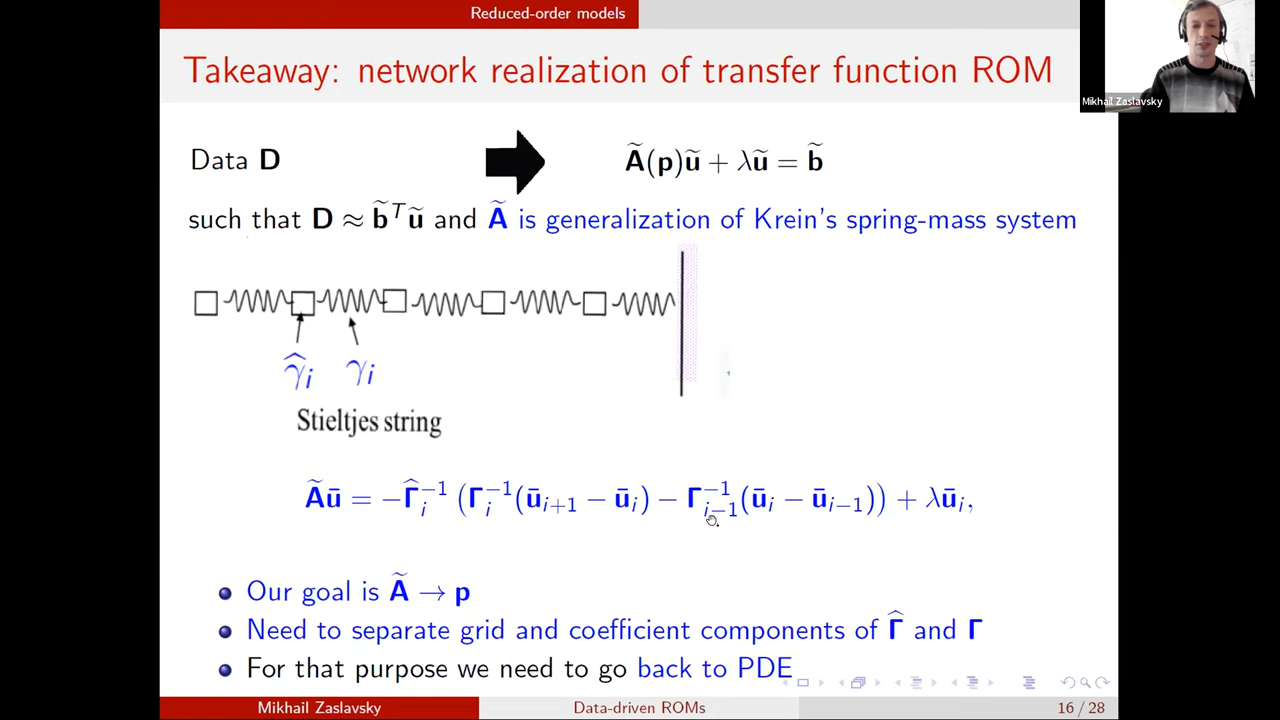 Reduced-order models
Takeaway: network realization of transfer function ROM
Mikhail Zaslavsky
Data D
Ã(p)ũ + λũ = b̃
such that D ≈ b̃ᵀũ and Ã is generalization of Krein's spring-mass system
γ̂ᵢ γᵢ
Stieltjes string
Ãū = −Γ̂ᵢ⁻¹ (Γᵢ⁻¹(ūᵢ₊₁ − ūᵢ) − Γᵢ₋₁⁻¹(ūᵢ − ūᵢ₋₁)) + λūᵢ,
Our goal is Ã → p
Need to separate grid and coefficient components of Γ̂ and Γ
For that purpose we need to go back to PDE
Mikhail Zaslavsky Data-driven ROMs 16 / 28